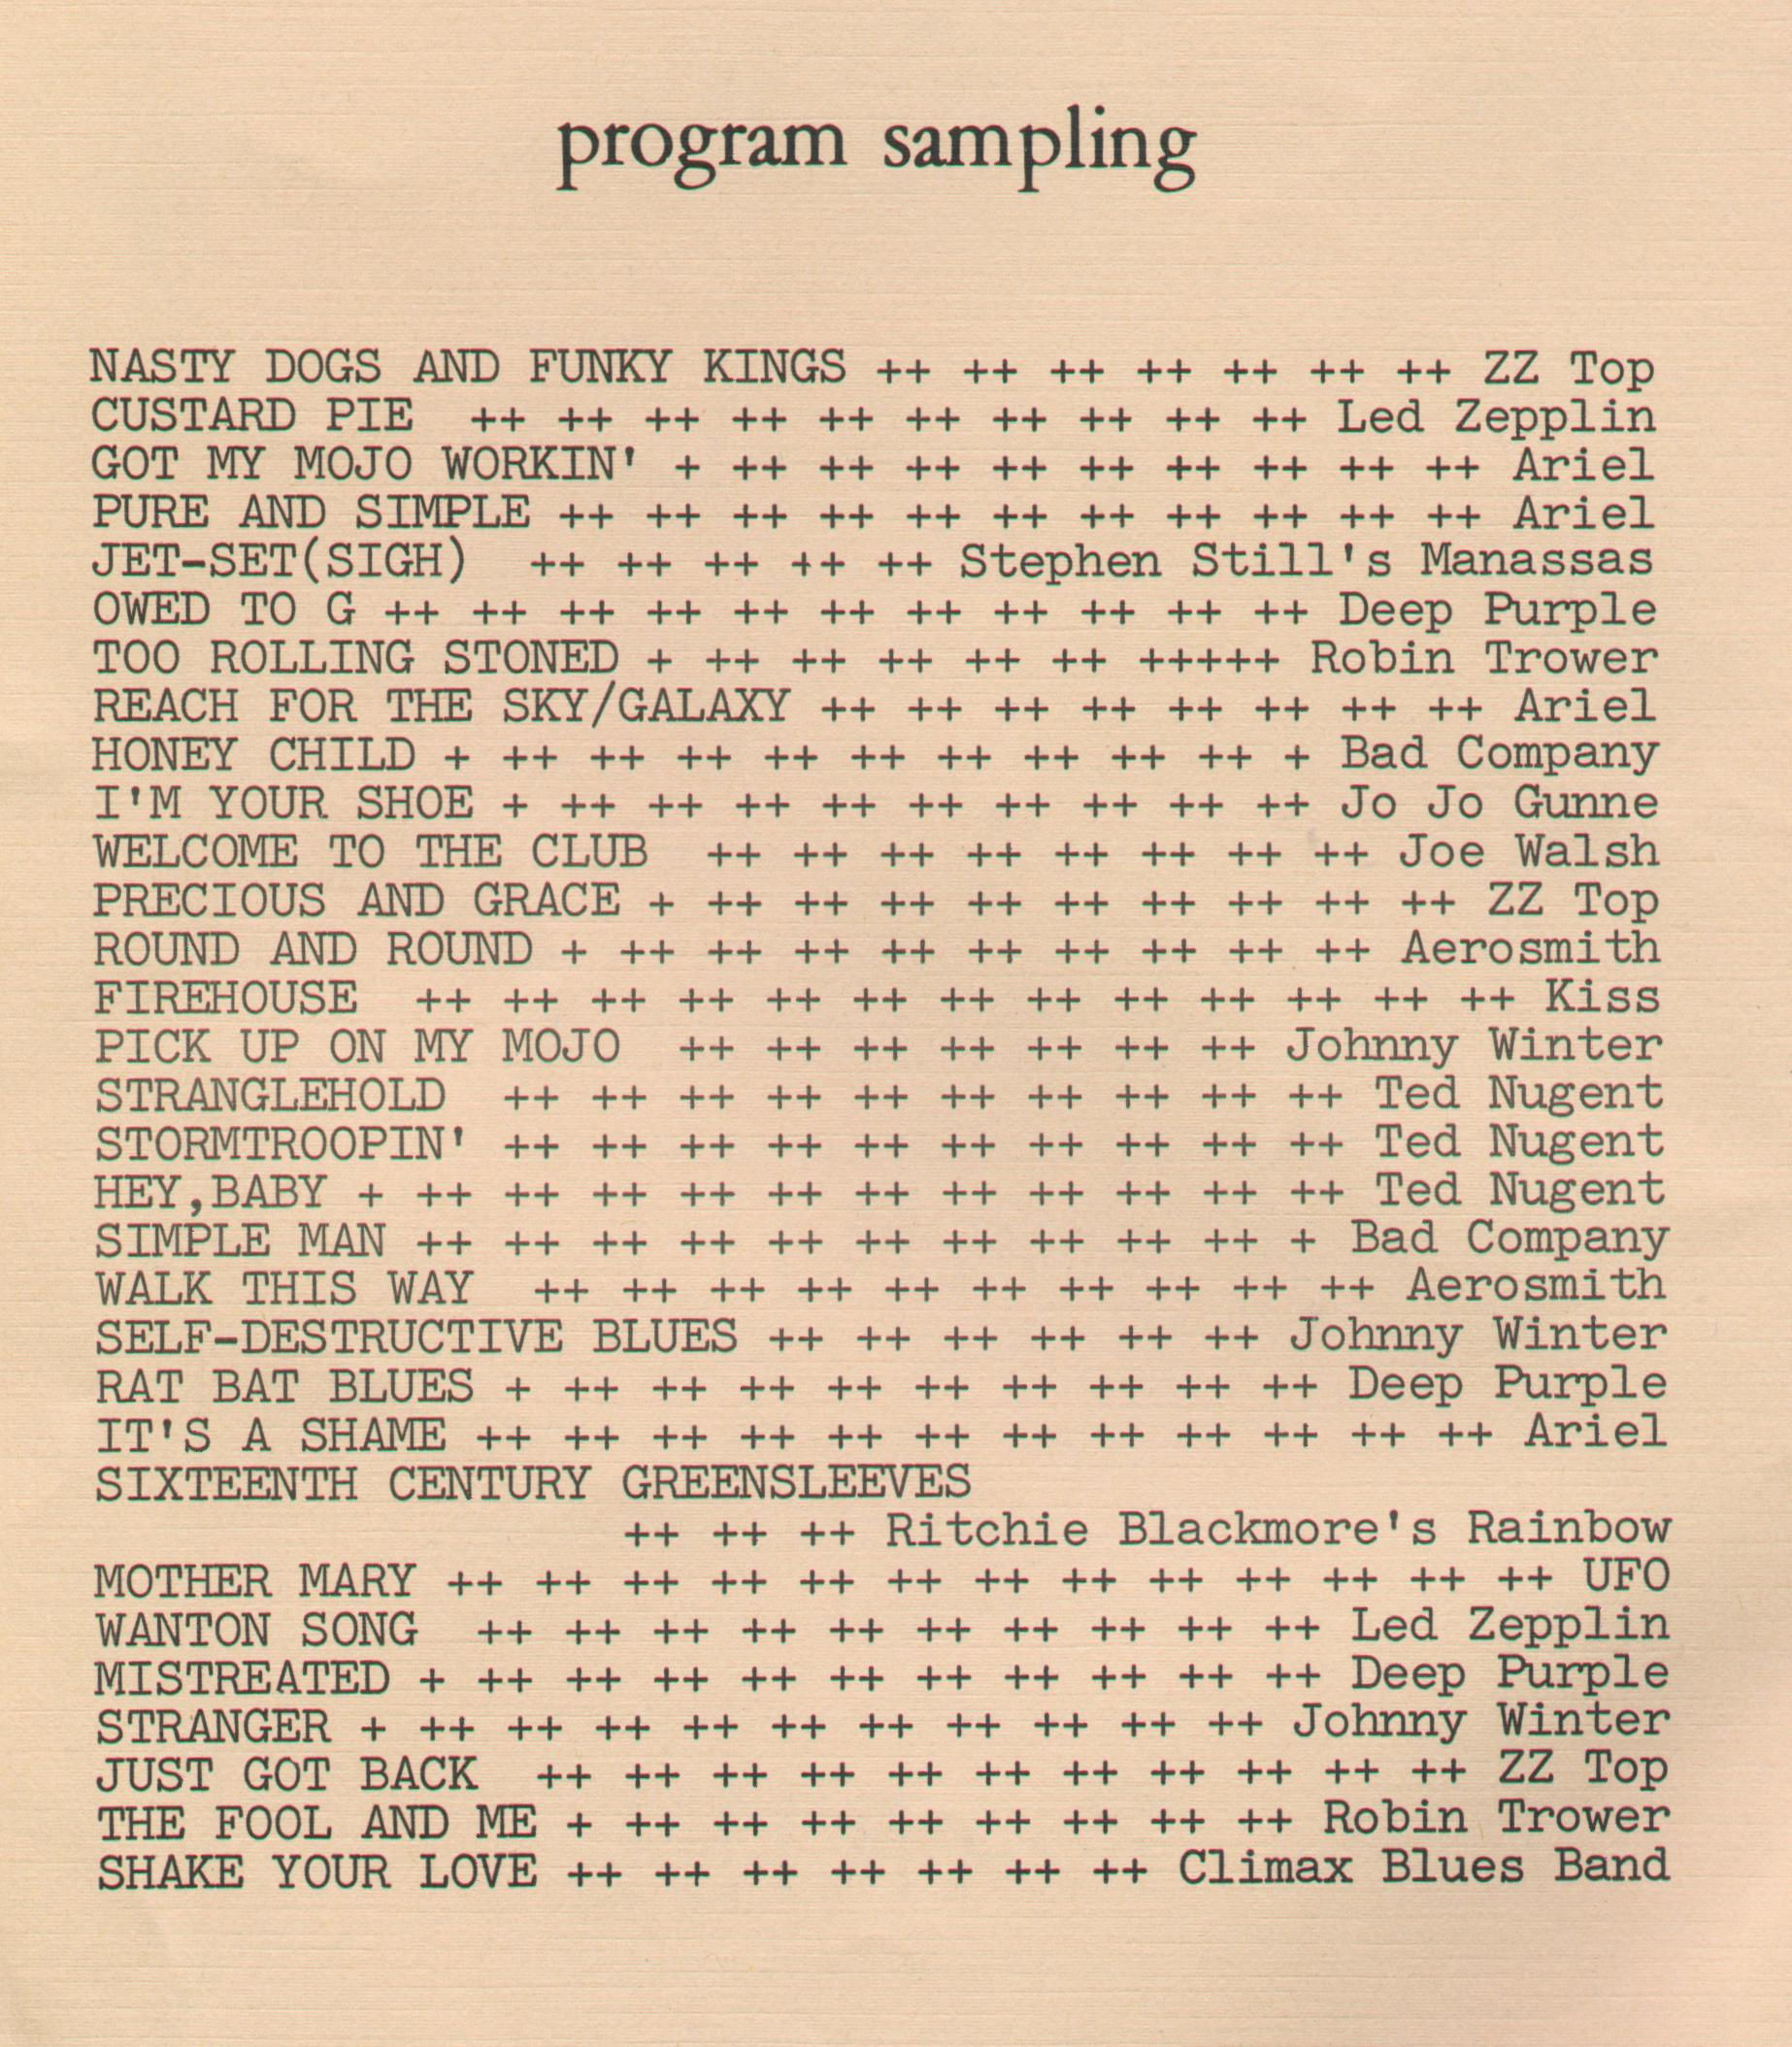 program sampling
NASTY DOGS AND FUNKY KINGS ++ ++ ++ ++ ++ ++ ++ ZZ Top
CUSTARD PIE  ++ ++ ++ ++ ++ ++ ++ ++ ++ ++ Led Zepplin
GOT MY MOJO WORKIN' + ++ ++ ++ ++ ++ ++ ++ ++ ++ Ariel
PURE AND SIMPLE ++ ++ ++ ++ ++ ++ ++ ++ ++ ++ ++ Ariel
JET-SET(SIGH)  ++ ++ ++ ++ ++ Stephen Still's Manassas
OWED TO G ++ ++ ++ ++ ++ ++ ++ ++ ++ ++ ++ Deep Purple
TOO ROLLING STONED + ++ ++ ++ ++ ++ +++++ Robin Trower
REACH FOR THE SKY/GALAXY ++ ++ ++ ++ ++ ++ ++ ++ Ariel
HONEY CHILD + ++ ++ ++ ++ ++ ++ ++ ++ ++ + Bad Company
I'M YOUR SHOE + ++ ++ ++ ++ ++ ++ ++ ++ ++ Jo Jo Gunne
WELCOME TO THE CLUB  ++ ++ ++ ++ ++ ++ ++ ++ Joe Walsh
PRECIOUS AND GRACE + ++ ++ ++ ++ ++ ++ ++ ++ ++ ZZ Top
ROUND AND ROUND + ++ ++ ++ ++ ++ ++ ++ ++ ++ Aerosmith
FIREHOUSE  ++ ++ ++ ++ ++ ++ ++ ++ ++ ++ ++ ++ ++ Kiss
PICK UP ON MY MOJO  ++ ++ ++ ++ ++ ++ ++ Johnny Winter
STRANGLEHOLD  ++ ++ ++ ++ ++ ++ ++ ++ ++ ++ Ted Nugent
STORMTROOPIN' ++ ++ ++ ++ ++ ++ ++ ++ ++ ++ Ted Nugent
HEY,BABY + ++ ++ ++ ++ ++ ++ ++ ++ ++ ++ ++ Ted Nugent
SIMPLE MAN ++ ++ ++ ++ ++ ++ ++ ++ ++ ++ + Bad Company
WALK THIS WAY  ++ ++ ++ ++ ++ ++ ++ ++ ++ ++ Aerosmith
SELF-DESTRUCTIVE BLUES ++ ++ ++ ++ ++ ++ Johnny Winter
RAT BAT BLUES + ++ ++ ++ ++ ++ ++ ++ ++ ++ Deep Purple
IT'S A SHAME ++ ++ ++ ++ ++ ++ ++ ++ ++ ++ ++ ++ Ariel
SIXTEENTH CENTURY GREENSLEEVES
++ ++ ++ Ritchie Blackmore's Rainbow
MOTHER MARY ++ ++ ++ ++ ++ ++ ++ ++ ++ ++ ++ ++ ++ UFO
WANTON SONG  ++ ++ ++ ++ ++ ++ ++ ++ ++ ++ Led Zepplin
MISTREATED + ++ ++ ++ ++ ++ ++ ++ ++ ++ ++ Deep Purple
STRANGER + ++ ++ ++ ++ ++ ++ ++ ++ ++ ++ Johnny Winter
JUST GOT BACK  ++ ++ ++ ++ ++ ++ ++ ++ ++ ++ ++ ZZ Top
THE FOOL AND ME + ++ ++ ++ ++ ++ ++ ++ ++ Robin Trower
SHAKE YOUR LOVE ++ ++ ++ ++ ++ ++ ++ Climax Blues Band